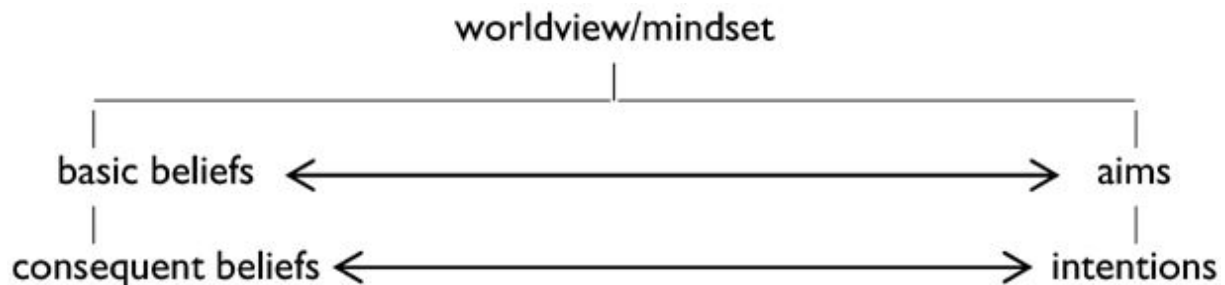 worldview/mindset
basic beliefs aims
consequent beliefs intentions